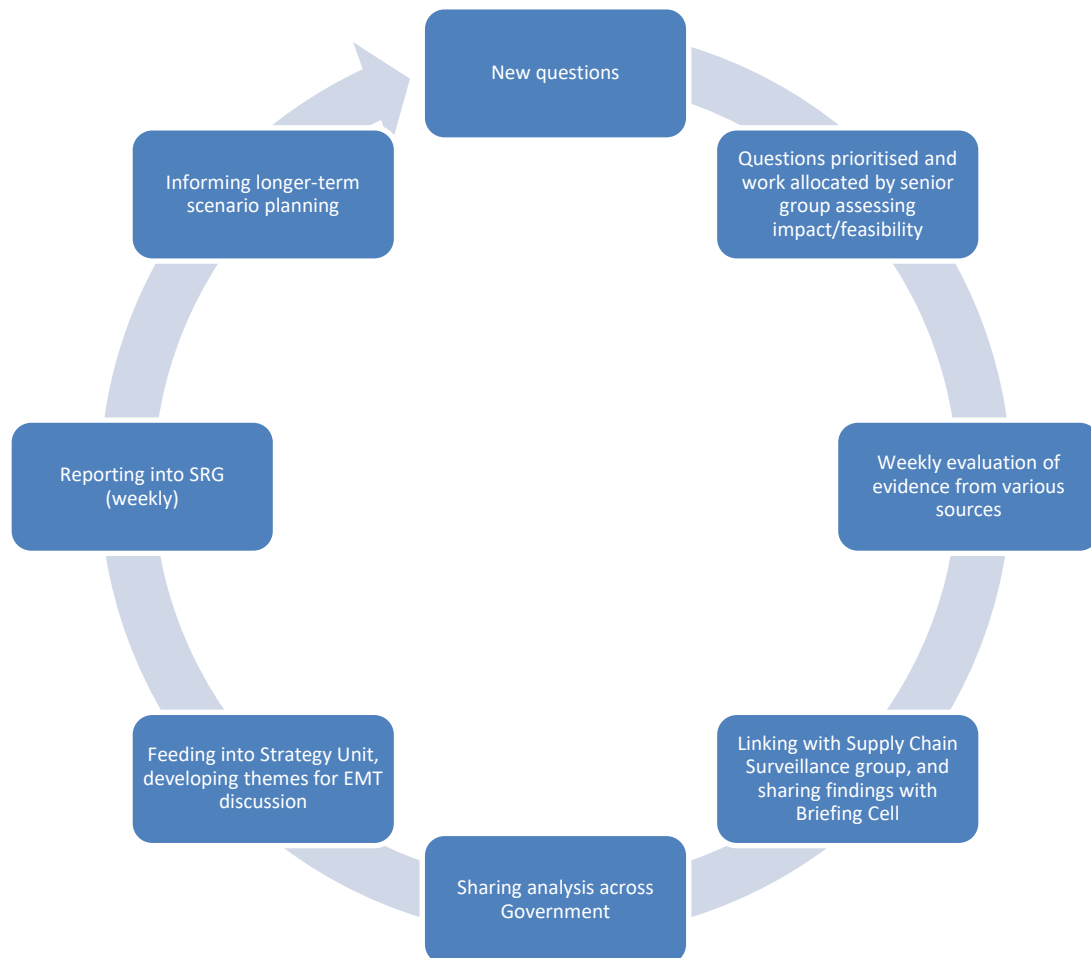 New questions
Questions prioritised and
work allocated by senior
group assessing
impact/feasibility
Weekly evaluation of
evidence from various
sources
Linking with Supply Chain
Surveillance group, and
sharing findings with
Briefing Cell
Sharing analysis across
Government
Feeding into Strategy Unit,
developing themes for EMT
discussion
Reporting into SRG
(weekly)
Informing longer-term
scenario planning